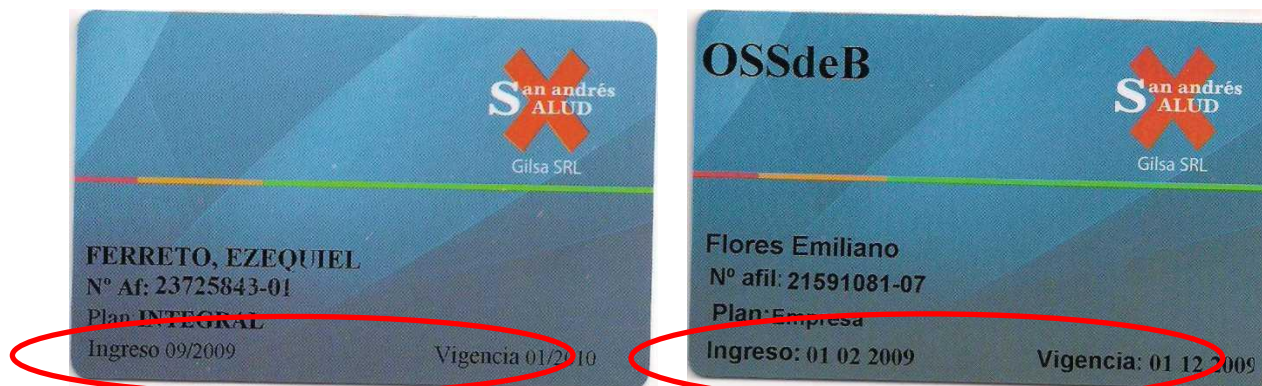 San andrés
SALUD
Gilsa SRL
FERRETO, EZEQUIEL
Nº Af: 23725843-01
Plan INTEGRAL
Ingreso 09/2009 Vigencia 01/2010
OSSdeB
San andrés
SALUD
Gilsa SRL
Flores Emiliano
Nº afil: 21591081-07
Plan: Empresa
Ingreso: 01 02 2009 Vigencia: 01 12 2009